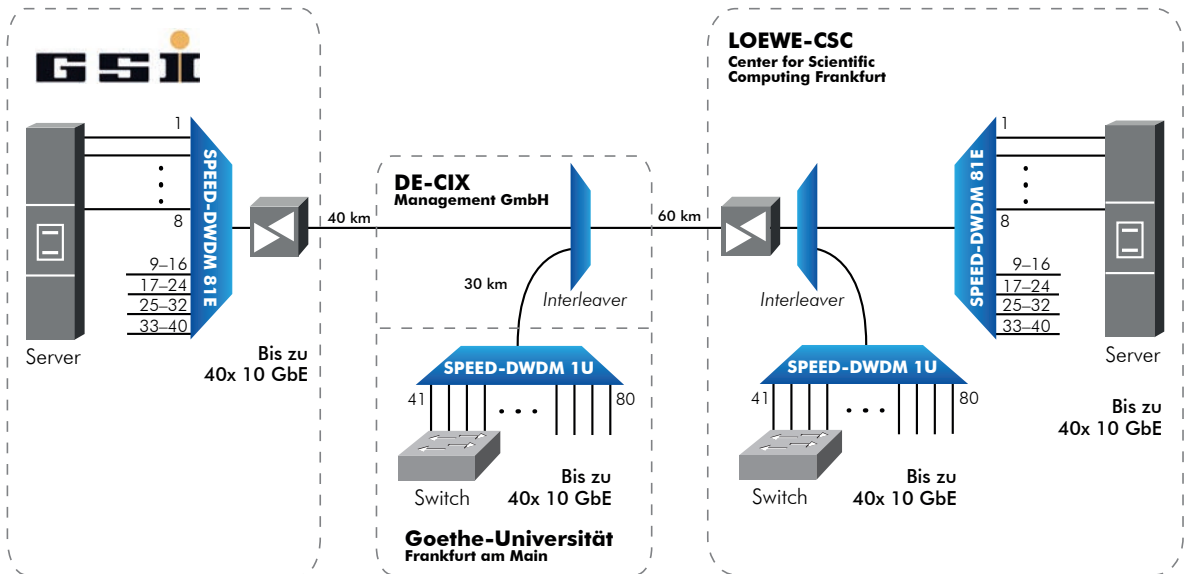 GSI
1
8
SPEED-DWDM 81E
9–16
17–24
25–32
33–40
Server
Bis zu
40x 10 GbE
40 km
DE-CIX
Management GmbH
30 km
Interleaver
60 km
SPEED-DWDM 1U
41
80
Switch
Bis zu
40x 10 GbE
Goethe-Universität
Frankfurt am Main
LOEWE-CSC
Center for Scientific
Computing Frankfurt
Interleaver
SPEED-DWDM 81E
1
8
9–16
17–24
25–32
33–40
Server
Bis zu
40x 10 GbE
SPEED-DWDM 1U
41
80
Switch
Bis zu
40x 10 GbE